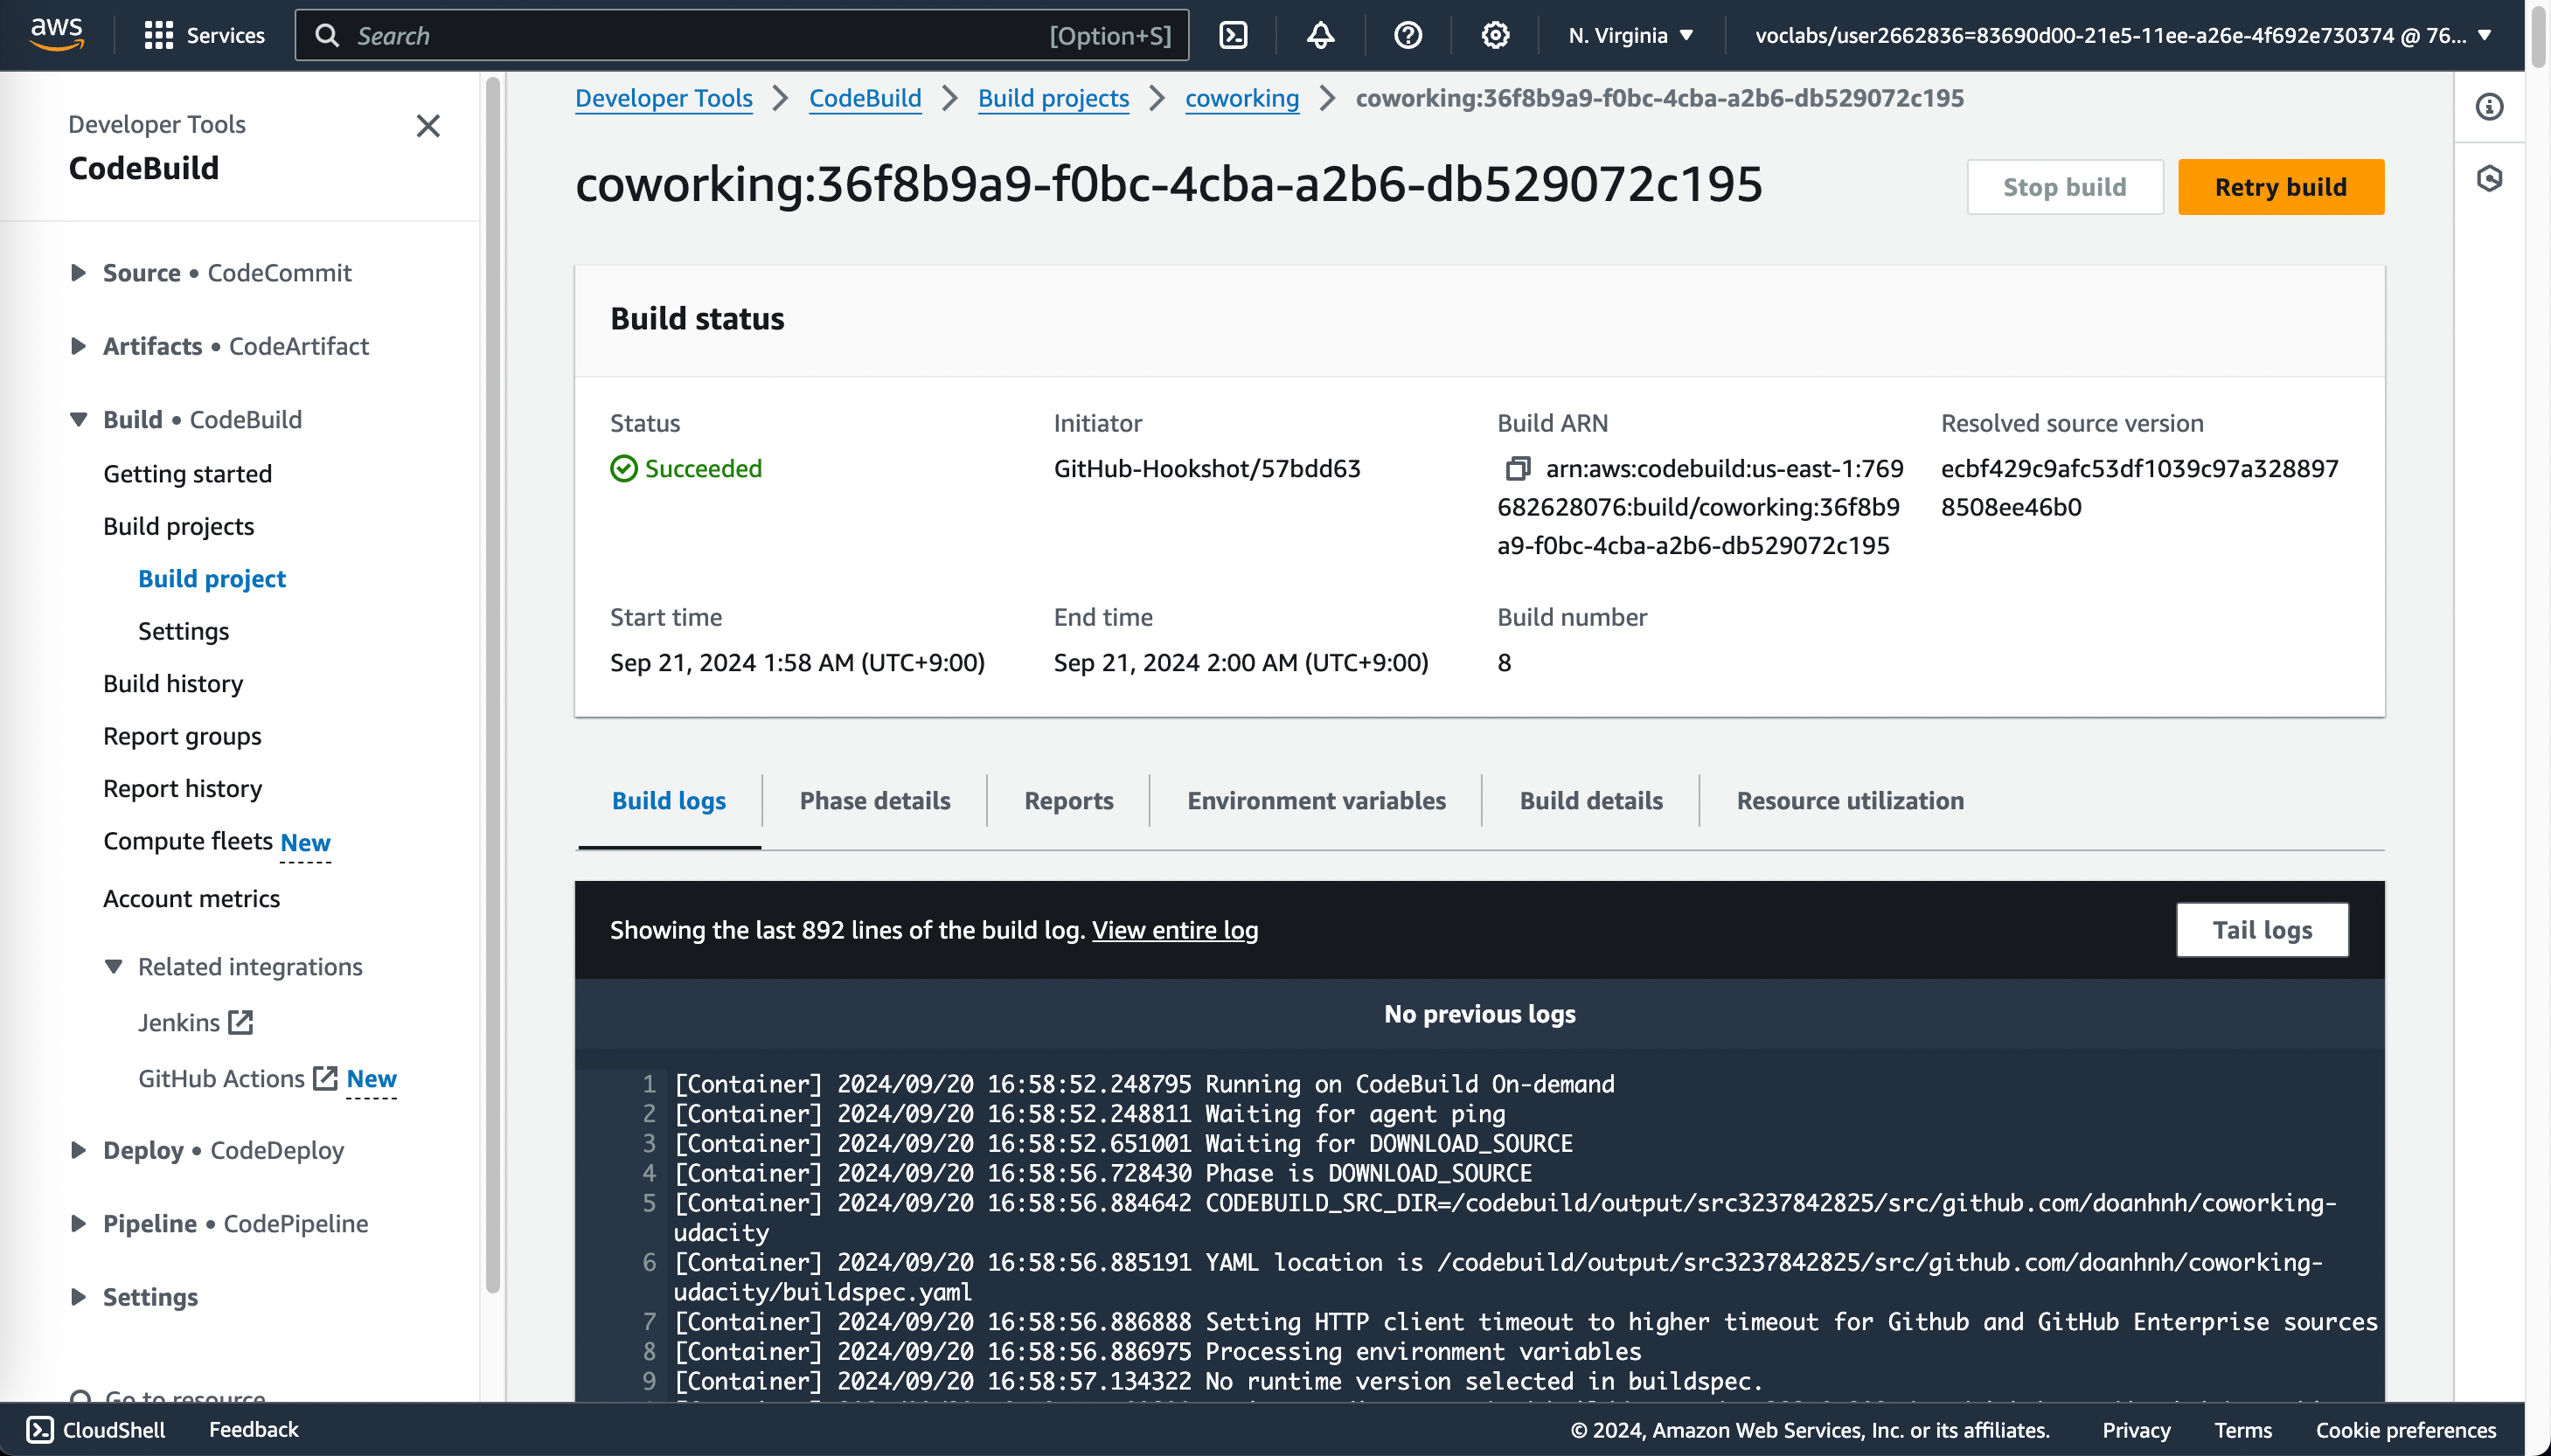 aws
Services
Search
[Option+S]
N. Virginia
voclabs/user2662836=83690d00-21e5-11ee-a26e-4f692e730374 @ 76...
Developer Tools
CodeBuild
Source • CodeCommit
Artifacts • CodeArtifact
Build • CodeBuild
Getting started
Build projects
Build project
Settings
Build history
Report groups
Report history
Compute fleets New
Account metrics
Related integrations
Jenkins
GitHub Actions New
Deploy • CodeDeploy
Pipeline • CodePipeline
Settings
Go to resource
Developer Tools
CodeBuild
Build projects
coworking
coworking:36f8b9a9-f0bc-4cba-a2b6-db529072c195
coworking:36f8b9a9-f0bc-4cba-a2b6-db529072c195
Stop build
Retry build
Build status
Status
Succeeded
Initiator
GitHub-Hookshot/57bdd63
Build ARN
arn:aws:codebuild:us-east-1:769
682628076:build/coworking:36f8b9
a9-f0bc-4cba-a2b6-db529072c195
Resolved source version
ecbf429c9afc53df1039c97a328897
8508ee46b0
Start time
Sep 21, 2024 1:58 AM (UTC+9:00)
End time
Sep 21, 2024 2:00 AM (UTC+9:00)
Build number
8
Build logs
Phase details
Reports
Environment variables
Build details
Resource utilization
Showing the last 892 lines of the build log. View entire log
Tail logs
No previous logs
1 [Container] 2024/09/20 16:58:52.248795 Running on CodeBuild On-demand
2 [Container] 2024/09/20 16:58:52.248811 Waiting for agent ping
3 [Container] 2024/09/20 16:58:52.651001 Waiting for DOWNLOAD_SOURCE
4 [Container] 2024/09/20 16:58:56.728430 Phase is DOWNLOAD_SOURCE
5 [Container] 2024/09/20 16:58:56.884642 CODEBUILD_SRC_DIR=/codebuild/output/src3237842825/src/github.com/doanhnh/coworking-
udacity
6 [Container] 2024/09/20 16:58:56.885191 YAML location is /codebuild/output/src3237842825/src/github.com/doanhnh/coworking-
udacity/buildspec.yaml
7 [Container] 2024/09/20 16:58:56.886888 Setting HTTP client timeout to higher timeout for Github and GitHub Enterprise sources
8 [Container] 2024/09/20 16:58:56.886975 Processing environment variables
9 [Container] 2024/09/20 16:58:57.134322 No runtime version selected in buildspec.
CloudShell
Feedback
© 2024, Amazon Web Services, Inc. or its affiliates.
Privacy
Terms
Cookie preferences